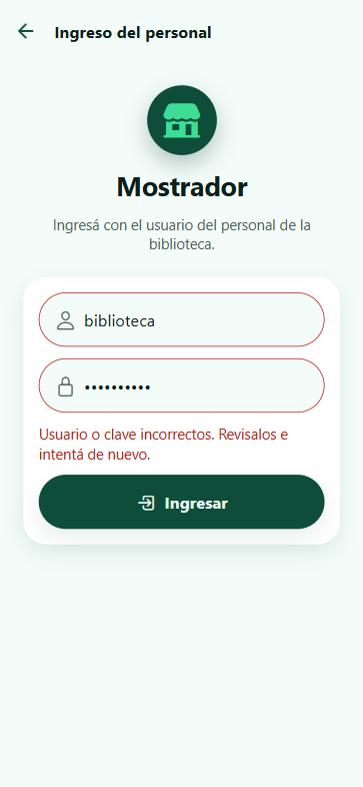 Ingreso del personal
Mostrador
Ingresá con el usuario del personal de la
biblioteca.
biblioteca
••••••••••
Usuario o clave incorrectos. Revisalos e
intentá de nuevo.
Ingresar